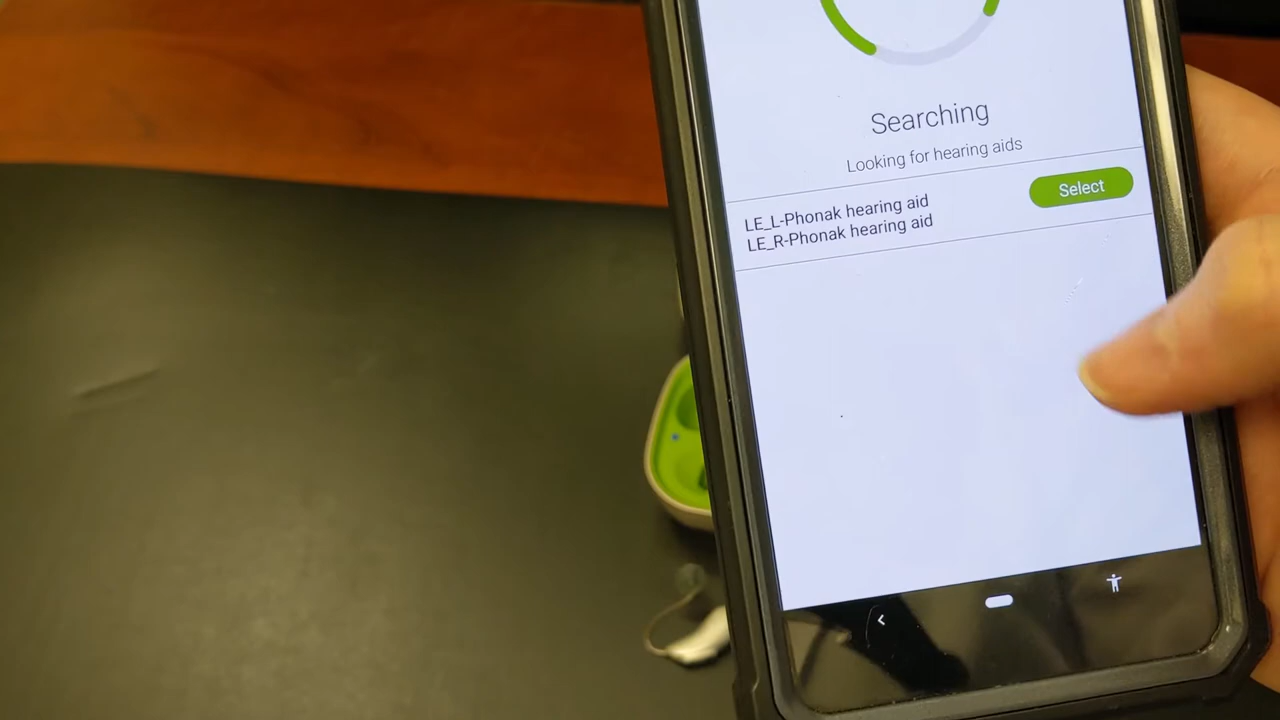 Searching
Looking for hearing aids
LE_L-Phonak hearing aid
LE_R-Phonak hearing aid
Select